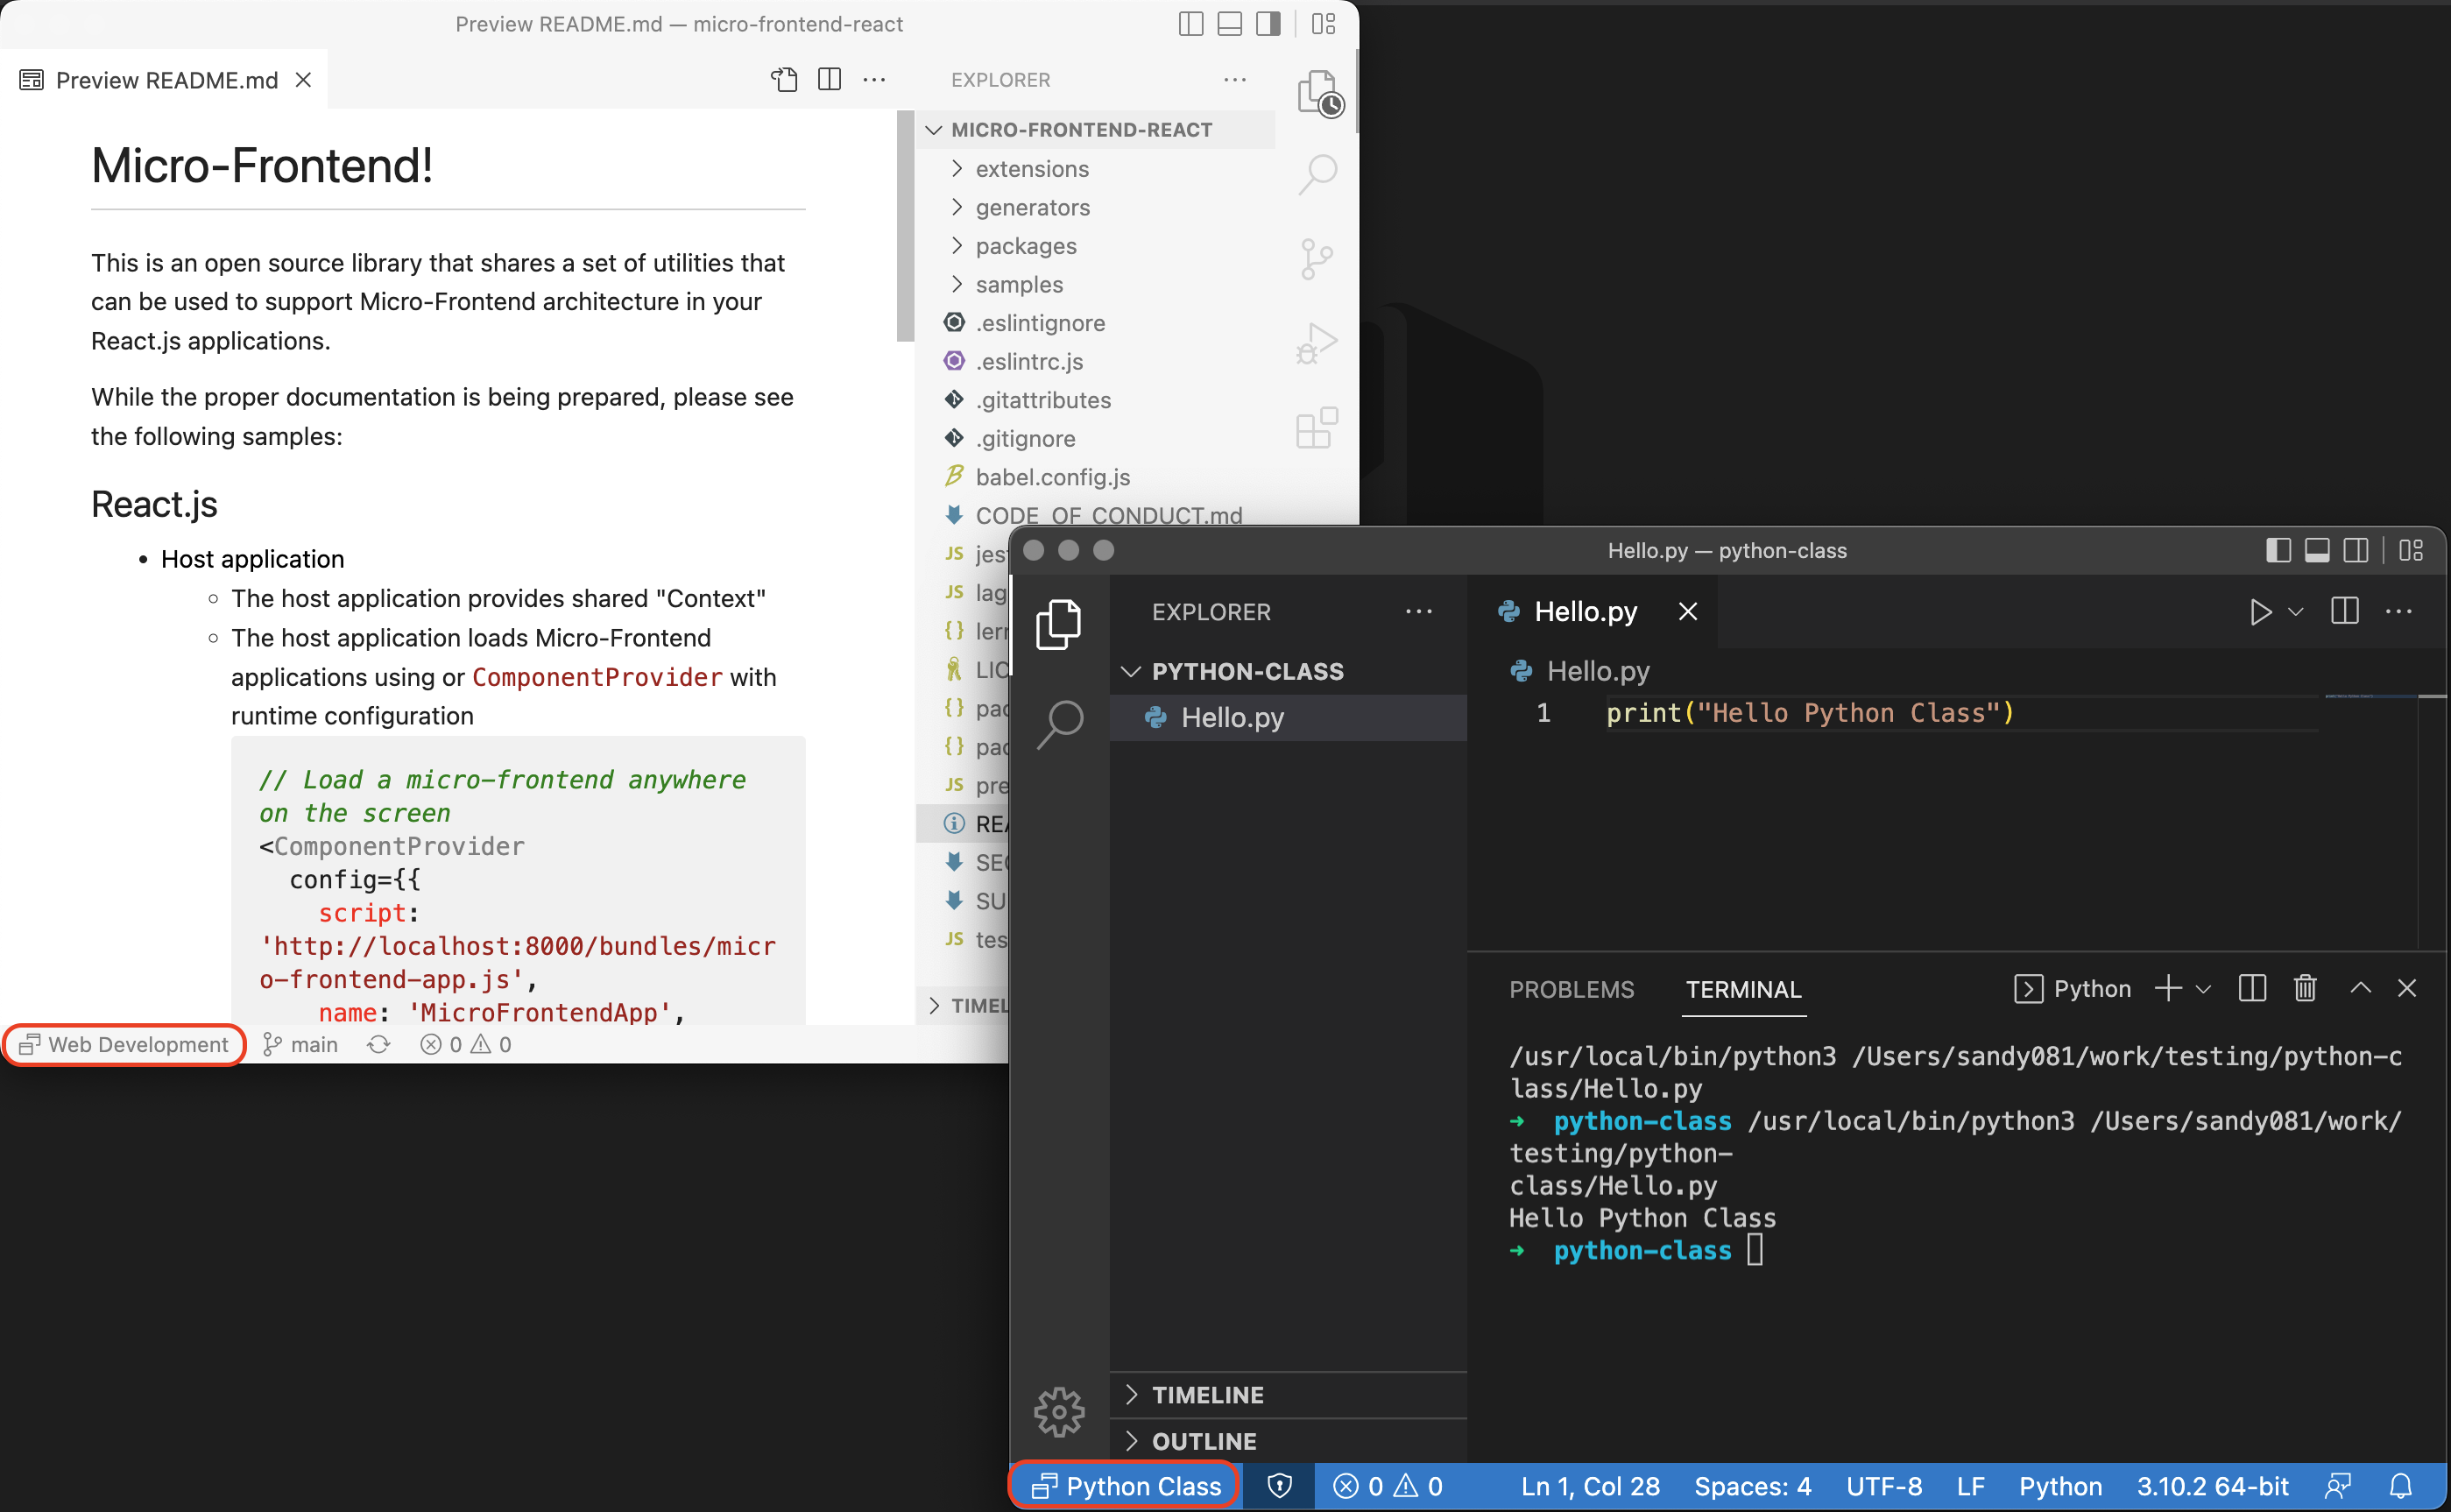 Preview README.md — micro-frontend-react
Preview README.md
Micro-Frontend!
This is an open source library that shares a set of utilities that
can be used to support Micro-Frontend architecture in your
React.js applications.
While the proper documentation is being prepared, please see
the following samples:
React.js
• Host application
◦ The host application provides shared "Context"
◦ The host application loads Micro-Frontend
applications using or ComponentProvider with
runtime configuration
// Load a micro-frontend anywhere
on the screen
<ComponentProvider
config={{
script:
'http://localhost:8000/bundles/micr
o-frontend-app.js',
name: 'MicroFrontendApp',
EXPLORER
MICRO-FRONTEND-REACT
extensions
generators
packages
samples
.eslintignore
.eslintrc.js
.gitattributes
.gitignore
babel.config.js
CODE_OF_CONDUCT.md
JS jes
JS lag
{} ler
LIC
{} pac
{} pac
JS pre
REA
SEC
SU
JS tes
TIMEL
Web Development main 0 0
Hello.py — python-class
EXPLORER
PYTHON-CLASS
Hello.py
TIMELINE
OUTLINE
Hello.py
Hello.py
1 print("Hello Python Class")
PROBLEMS TERMINAL Python
/usr/local/bin/python3 /Users/sandy081/work/testing/python-c
lass/Hello.py
➜ python-class /usr/local/bin/python3 /Users/sandy081/work/
testing/python-
class/Hello.py
Hello Python Class
➜ python-class
Python Class 0 0 Ln 1, Col 28 Spaces: 4 UTF-8 LF Python 3.10.2 64-bit